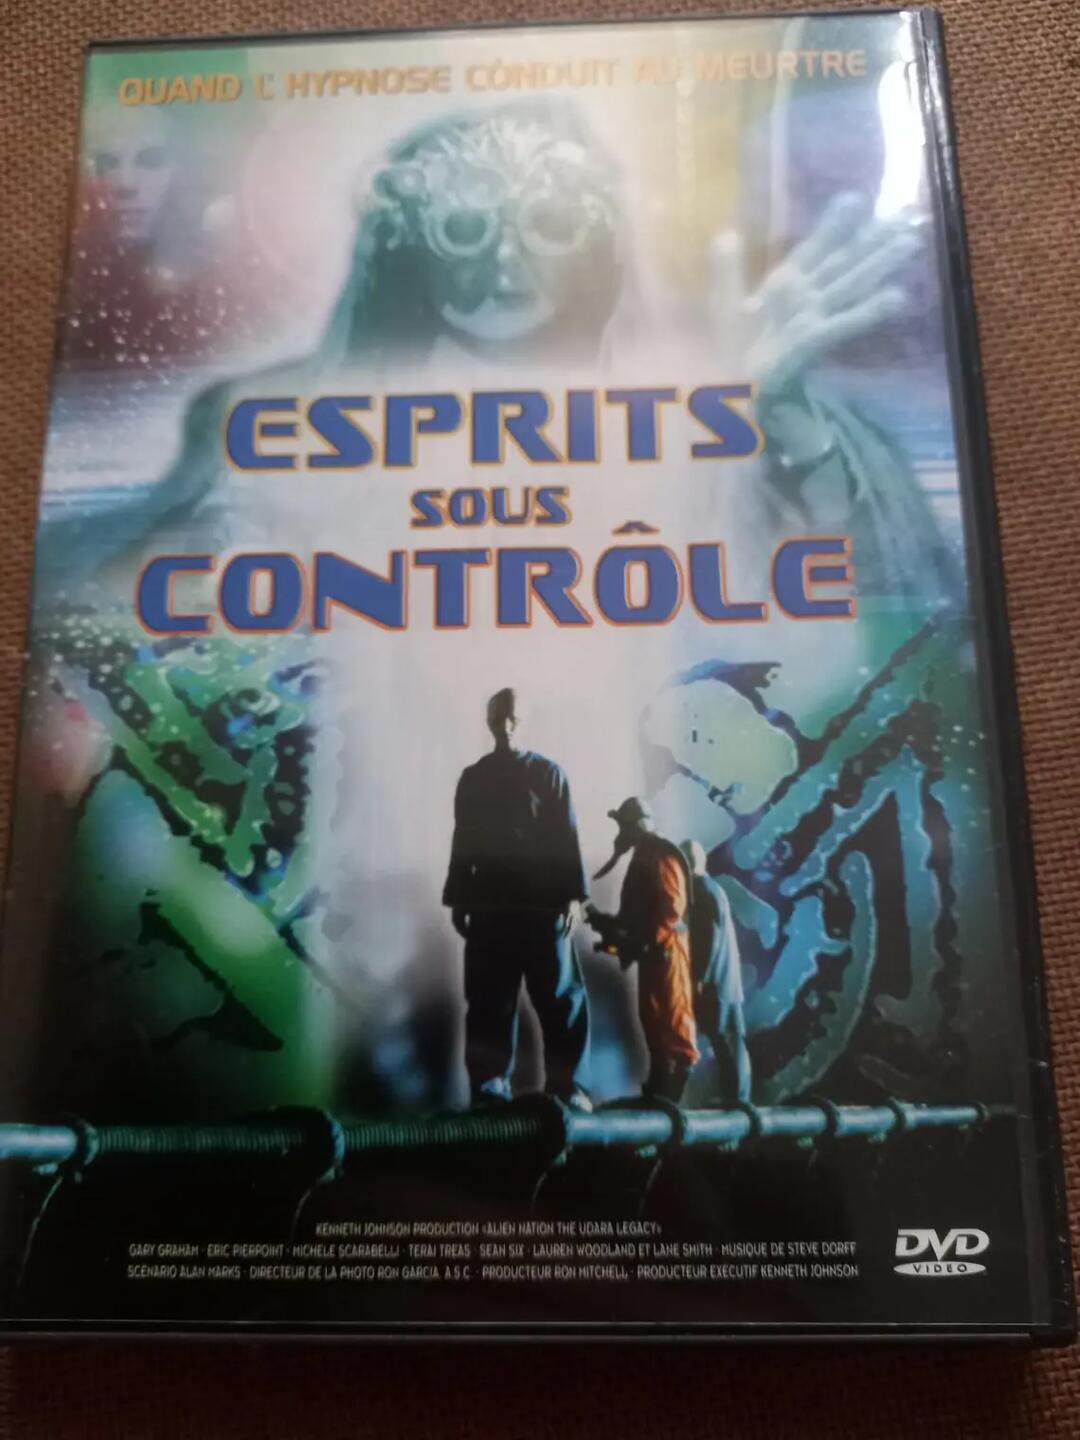 QUAND L'HYPNOSE CONDUIT AU MEURTRE
ESPRITS
SOUS
CONTRÔLE
KENNETH JOHNSON PRODUCTION «ALIEN NATION THE UDARA LEGACY»
GARY GRAHAM · ERIC PIERPOINT · MICHELE SCARABELLI · TERAI TREAS · SEAN SIX · LAUREN WOODLAND ET LANE SMITH · MUSIQUE DE STEVE DORFF
SCENARIO ALAN MARKS · DIRECTEUR DE LA PHOTO RON GARCIA A.S.C. · PRODUCTEUR RON MITCHELL · PRODUCTEUR EXECUTIF KENNETH JOHNSON
DVD
VIDEO